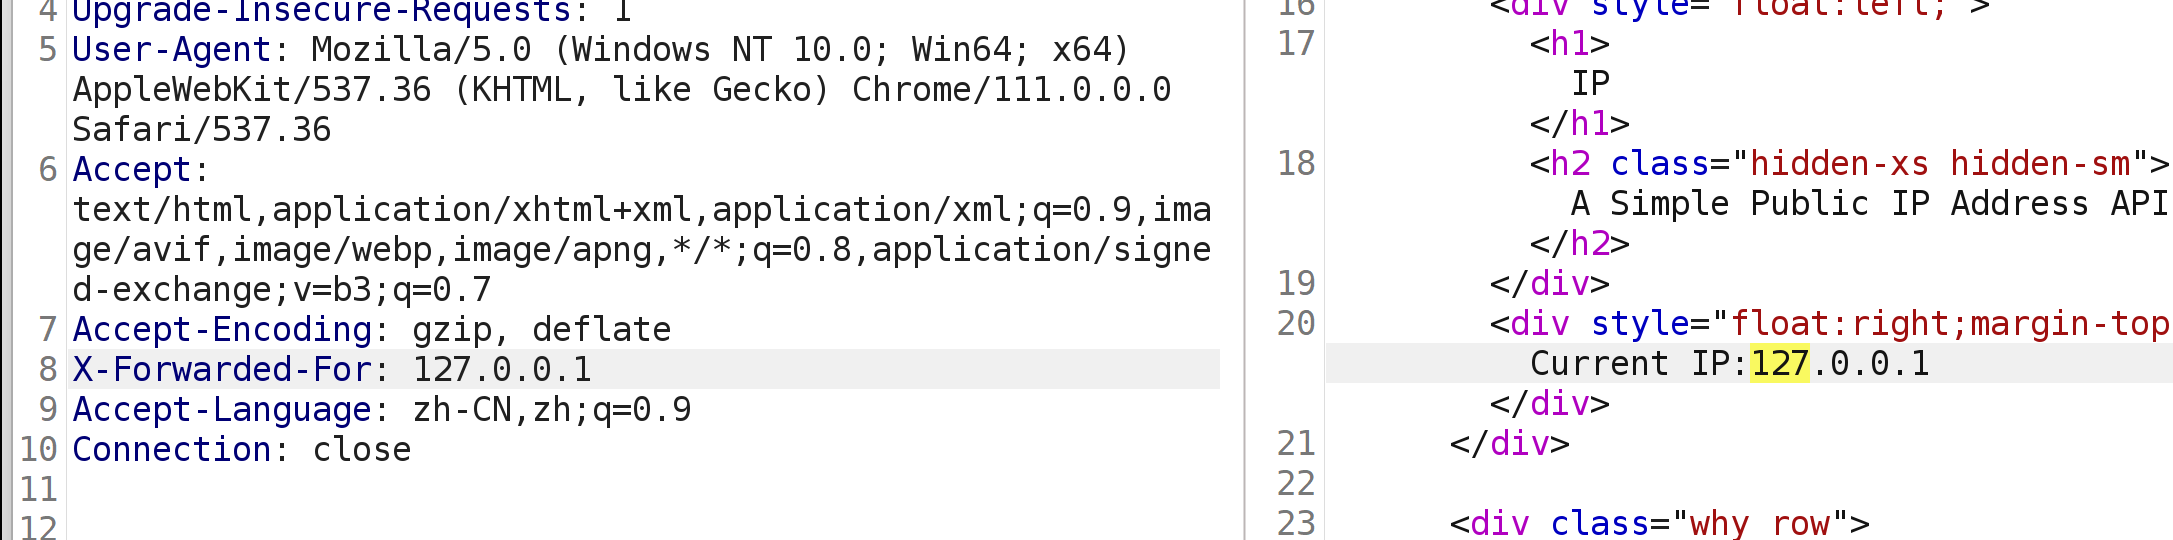 4 Upgrade-Insecure-Requests: 1
5 User-Agent: Mozilla/5.0 (Windows NT 10.0; Win64; x64)
AppleWebKit/537.36 (KHTML, like Gecko) Chrome/111.0.0.0
Safari/537.36
6 Accept:
text/html,application/xhtml+xml,application/xml;q=0.9,ima
ge/avif,image/webp,image/apng,*/*;q=0.8,application/signe
d-exchange;v=b3;q=0.7
7 Accept-Encoding: gzip, deflate
8 X-Forwarded-For: 127.0.0.1
9 Accept-Language: zh-CN,zh;q=0.9
10 Connection: close
11
12
16 <div style="float:left;">
17 <h1>
IP
</h1>
18 <h2 class="hidden-xs hidden-sm">
A Simple Public IP Address API
</h2>
19 </div>
20 <div style="float:right;margin-top
Current IP:127.0.0.1
</div>
21 </div>
22
23 <div class="why row">